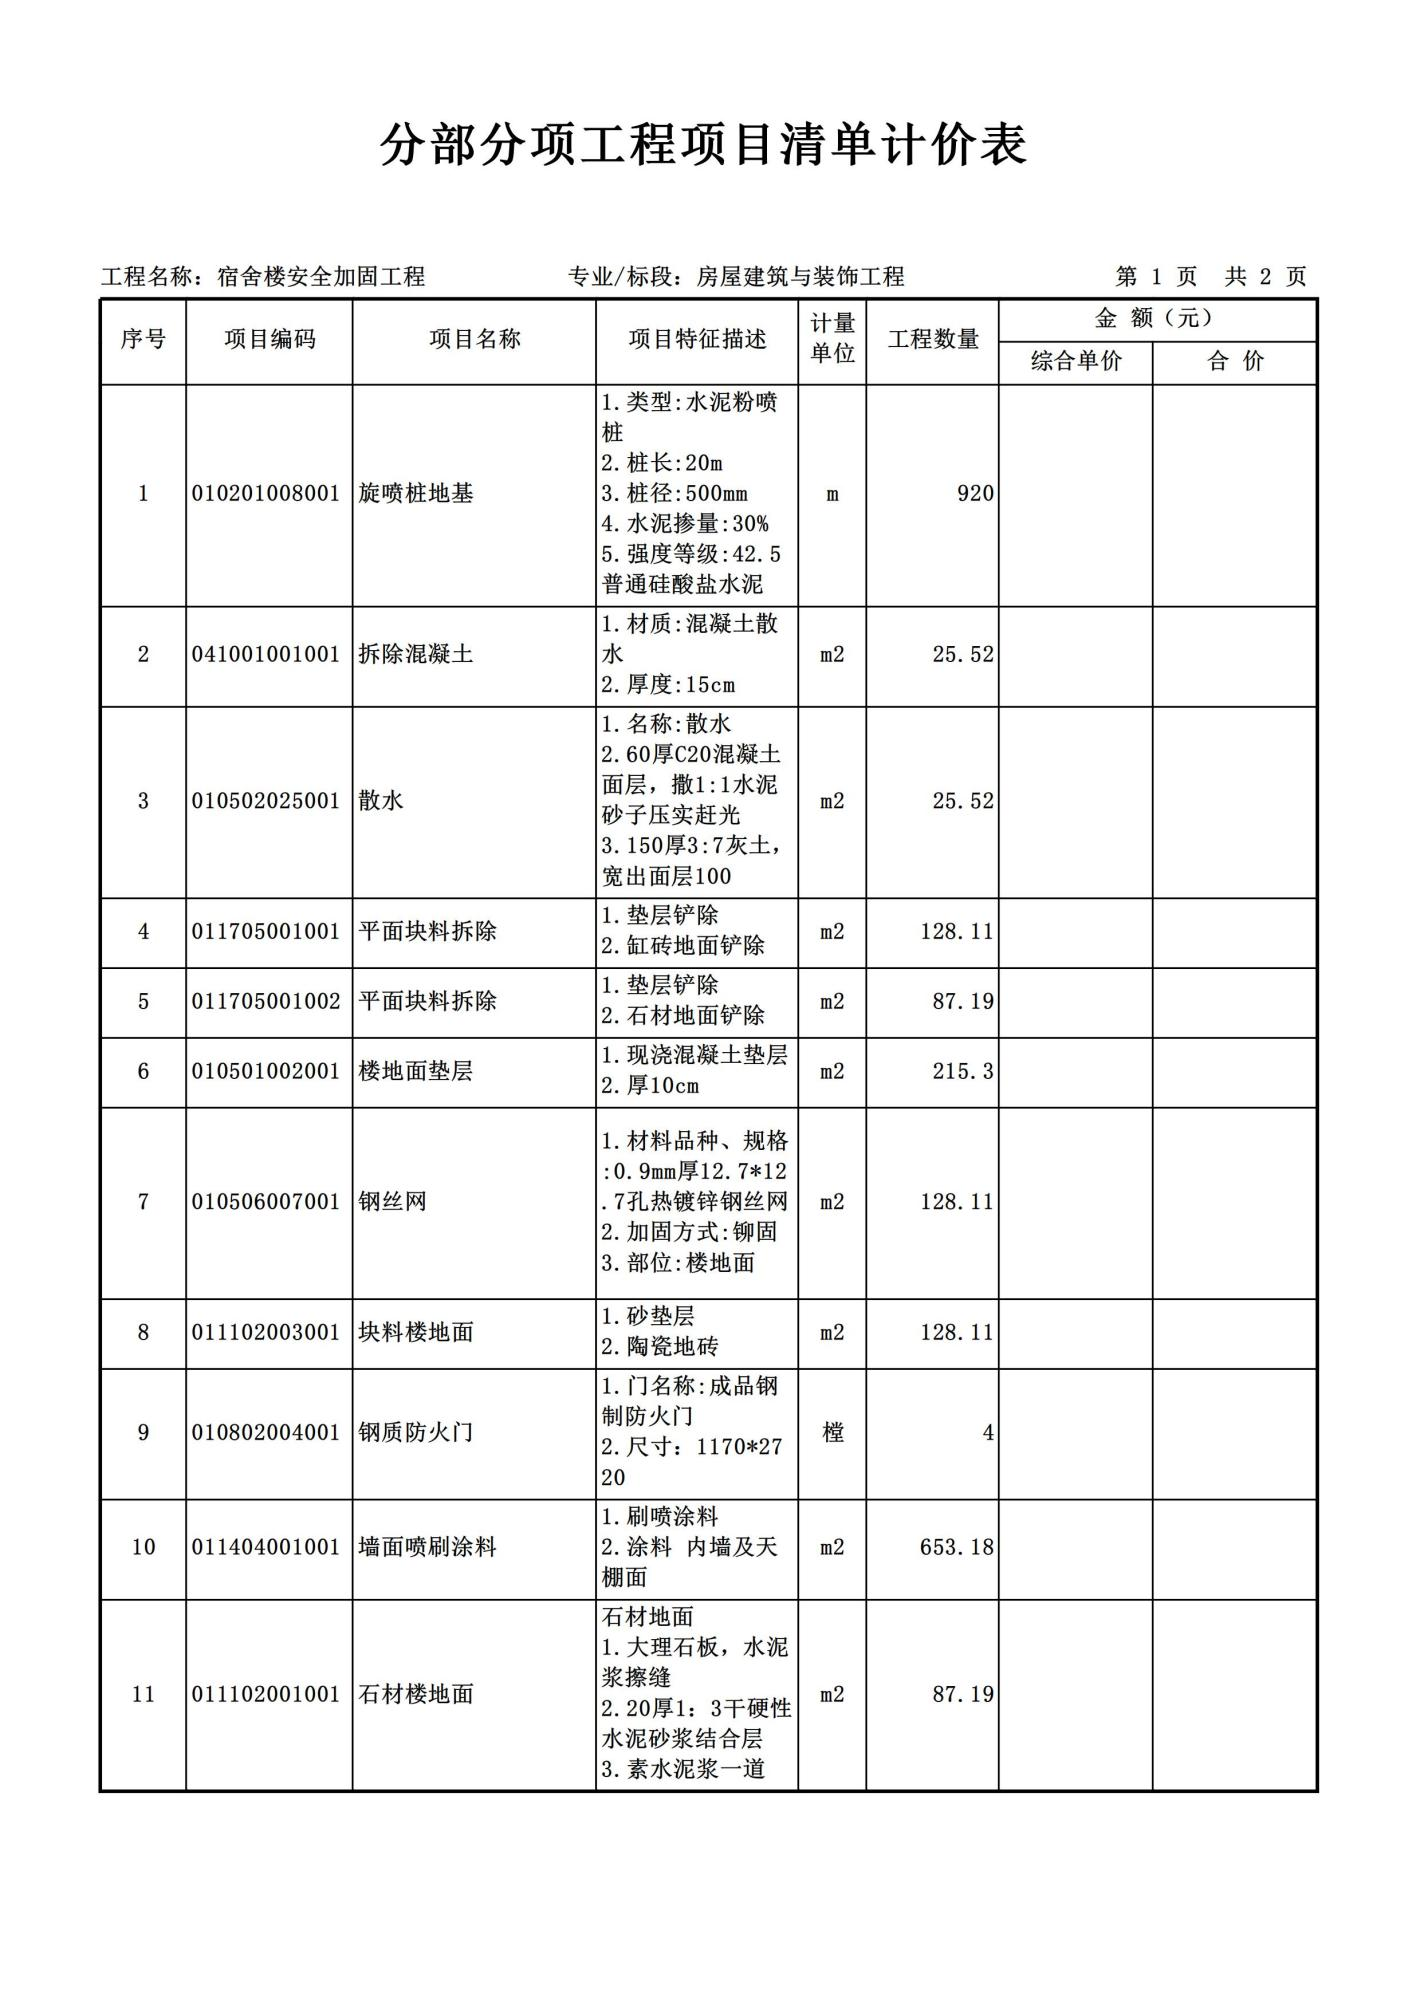 分部分项工程项目清单计价表
工程名称：宿舍楼安全加固工程 专业/标段：房屋建筑与装饰工程 第 1 页 共 2 页
序号 项目编码 项目名称 项目特征描述 计量单位 工程数量 金 额（元）
综合单价 合 价
1 010201008001 旋喷桩地基
1.类型:水泥粉喷
桩
2.桩长:20m
3.桩径:500mm
4.水泥掺量:30%
5.强度等级:42.5
普通硅酸盐水泥
m 920
2 041001001001 拆除混凝土
1.材质:混凝土散
水
2.厚度:15cm
m2 25.52
3 010502025001 散水
1.名称:散水
2.60厚C20混凝土
面层，撒1:1水泥
砂子压实赶光
3.150厚3:7灰土，
宽出面层100
m2 25.52
4 011705001001 平面块料拆除
1.垫层铲除
2.缸砖地面铲除
m2 128.11
5 011705001002 平面块料拆除
1.垫层铲除
2.石材地面铲除
m2 87.19
6 010501002001 楼地面垫层
1.现浇混凝土垫层
2.厚10cm
m2 215.3
7 010506007001 钢丝网
1.材料品种、规格
:0.9mm厚12.7*12
.7孔热镀锌钢丝网
2.加固方式:铆固
3.部位:楼地面
m2 128.11
8 011102003001 块料楼地面
1.砂垫层
2.陶瓷地砖
m2 128.11
9 010802004001 钢质防火门
1.门名称:成品钢
制防火门
2.尺寸：1170*27
20
樘 4
10 011404001001 墙面喷刷涂料
1.刷喷涂料
2.涂料 内墙及天
棚面
m2 653.18
11 011102001001 石材楼地面
石材地面
1.大理石板，水泥
浆擦缝
2.20厚1：3干硬性
水泥砂浆结合层
3.素水泥浆一道
m2 87.19